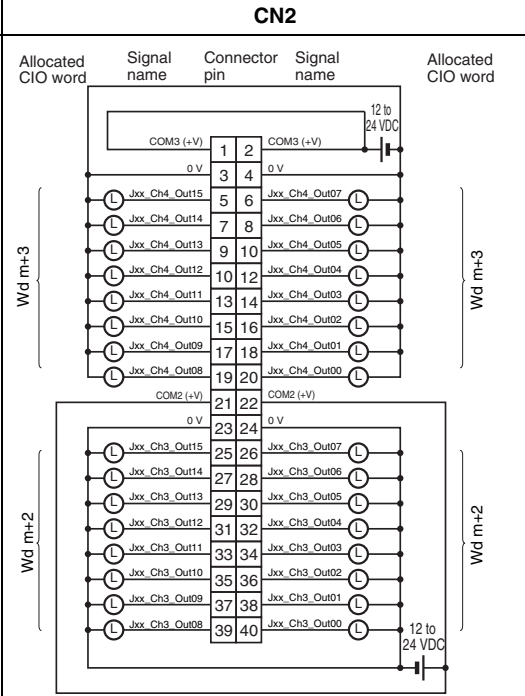 CN2
Allocated CIO word
Signal name
Connector pin
Signal name
Allocated CIO word
12 to 24 VDC
COM3 (+V) 1 2 COM3 (+V)
0 V 3 4 0 V
L Jxx_Ch4_Out15 5 6 Jxx_Ch4_Out07 L
L Jxx_Ch4_Out14 7 8 Jxx_Ch4_Out06 L
L Jxx_Ch4_Out13 9 10 Jxx_Ch4_Out05 L
L Jxx_Ch4_Out12 10 12 Jxx_Ch4_Out04 L
L Jxx_Ch4_Out11 13 14 Jxx_Ch4_Out03 L
L Jxx_Ch4_Out10 15 16 Jxx_Ch4_Out02 L
L Jxx_Ch4_Out09 17 18 Jxx_Ch4_Out01 L
L Jxx_Ch4_Out08 19 20 Jxx_Ch4_Out00 L
Wd m+3
Wd m+3
COM2 (+V) 21 22 COM2 (+V)
0 V 23 24 0 V
L Jxx_Ch3_Out15 25 26 Jxx_Ch3_Out07 L
L Jxx_Ch3_Out14 27 28 Jxx_Ch3_Out06 L
L Jxx_Ch3_Out13 29 30 Jxx_Ch3_Out05 L
L Jxx_Ch3_Out12 31 32 Jxx_Ch3_Out04 L
L Jxx_Ch3_Out11 33 34 Jxx_Ch3_Out03 L
L Jxx_Ch3_Out10 35 36 Jxx_Ch3_Out02 L
L Jxx_Ch3_Out09 37 38 Jxx_Ch3_Out01 L
L Jxx_Ch3_Out08 39 40 Jxx_Ch3_Out00 L
Wd m+2
Wd m+2
12 to 24 VDC